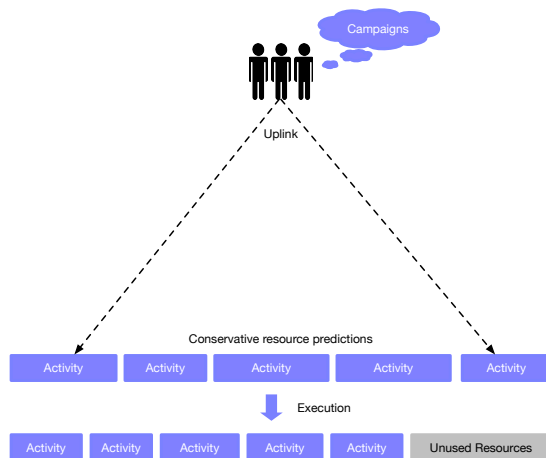 Campaigns
Uplink
Conservative resource predictions
Activity Activity Activity Activity Activity
Execution
Activity Activity Activity Activity Activity Unused Resources